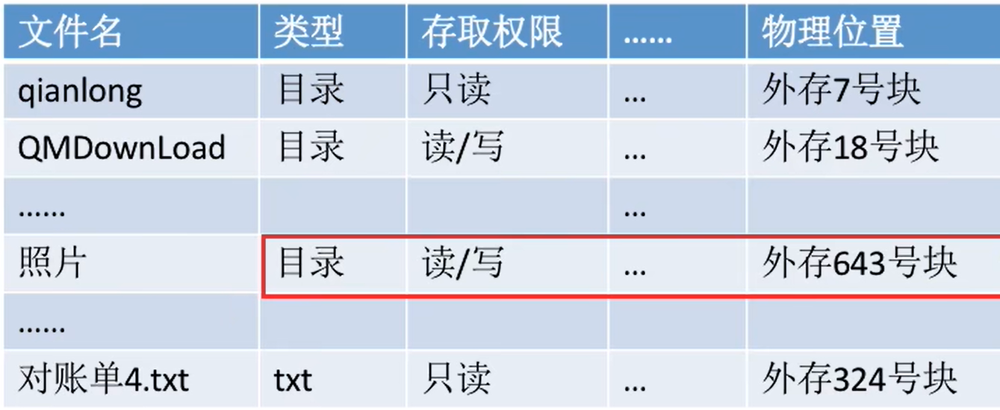 文件名 类型 存取权限 …… 物理位置
qianlong 目录 只读 ... 外存7号块
QMDownLoad 目录 读/写 ... 外存18号块
…… ...
照片 目录 读/写 ... 外存643号块
……
对账单4.txt txt 只读 ... 外存324号块